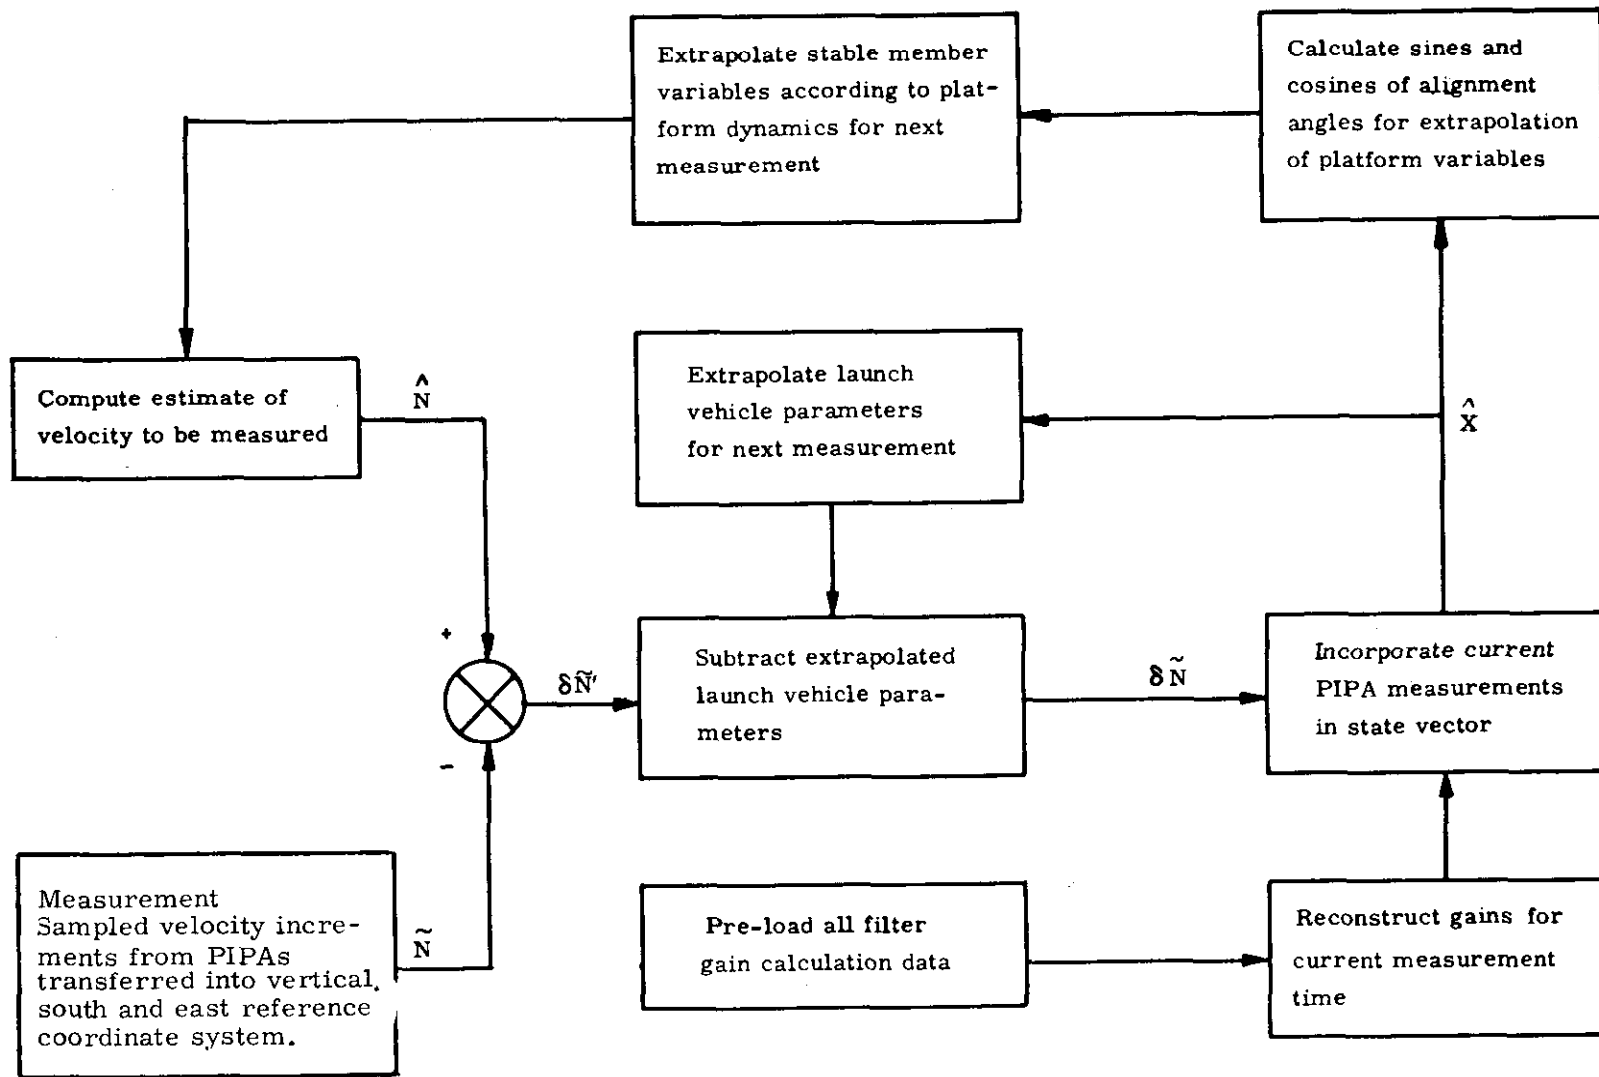 Extrapolate stable member
variables according to plat-
form dynamics for next
measurement
Calculate sines and
cosines of alignment
angles for extrapolation
of platform variables
Compute estimate of
velocity to be measured
N̂
Extrapolate launch
vehicle parameters
for next measurement
X̂
+
-
δÑ'
Subtract extrapolated
launch vehicle para-
meters
δÑ
Incorporate current
PIPA measurements
in state vector
Measurement
Sampled velocity incre-
ments from PIPAs
transferred into vertical,
south and east reference
coordinate system.
Ñ
Pre-load all filter
gain calculation data
Reconstruct gains for
current measurement
time